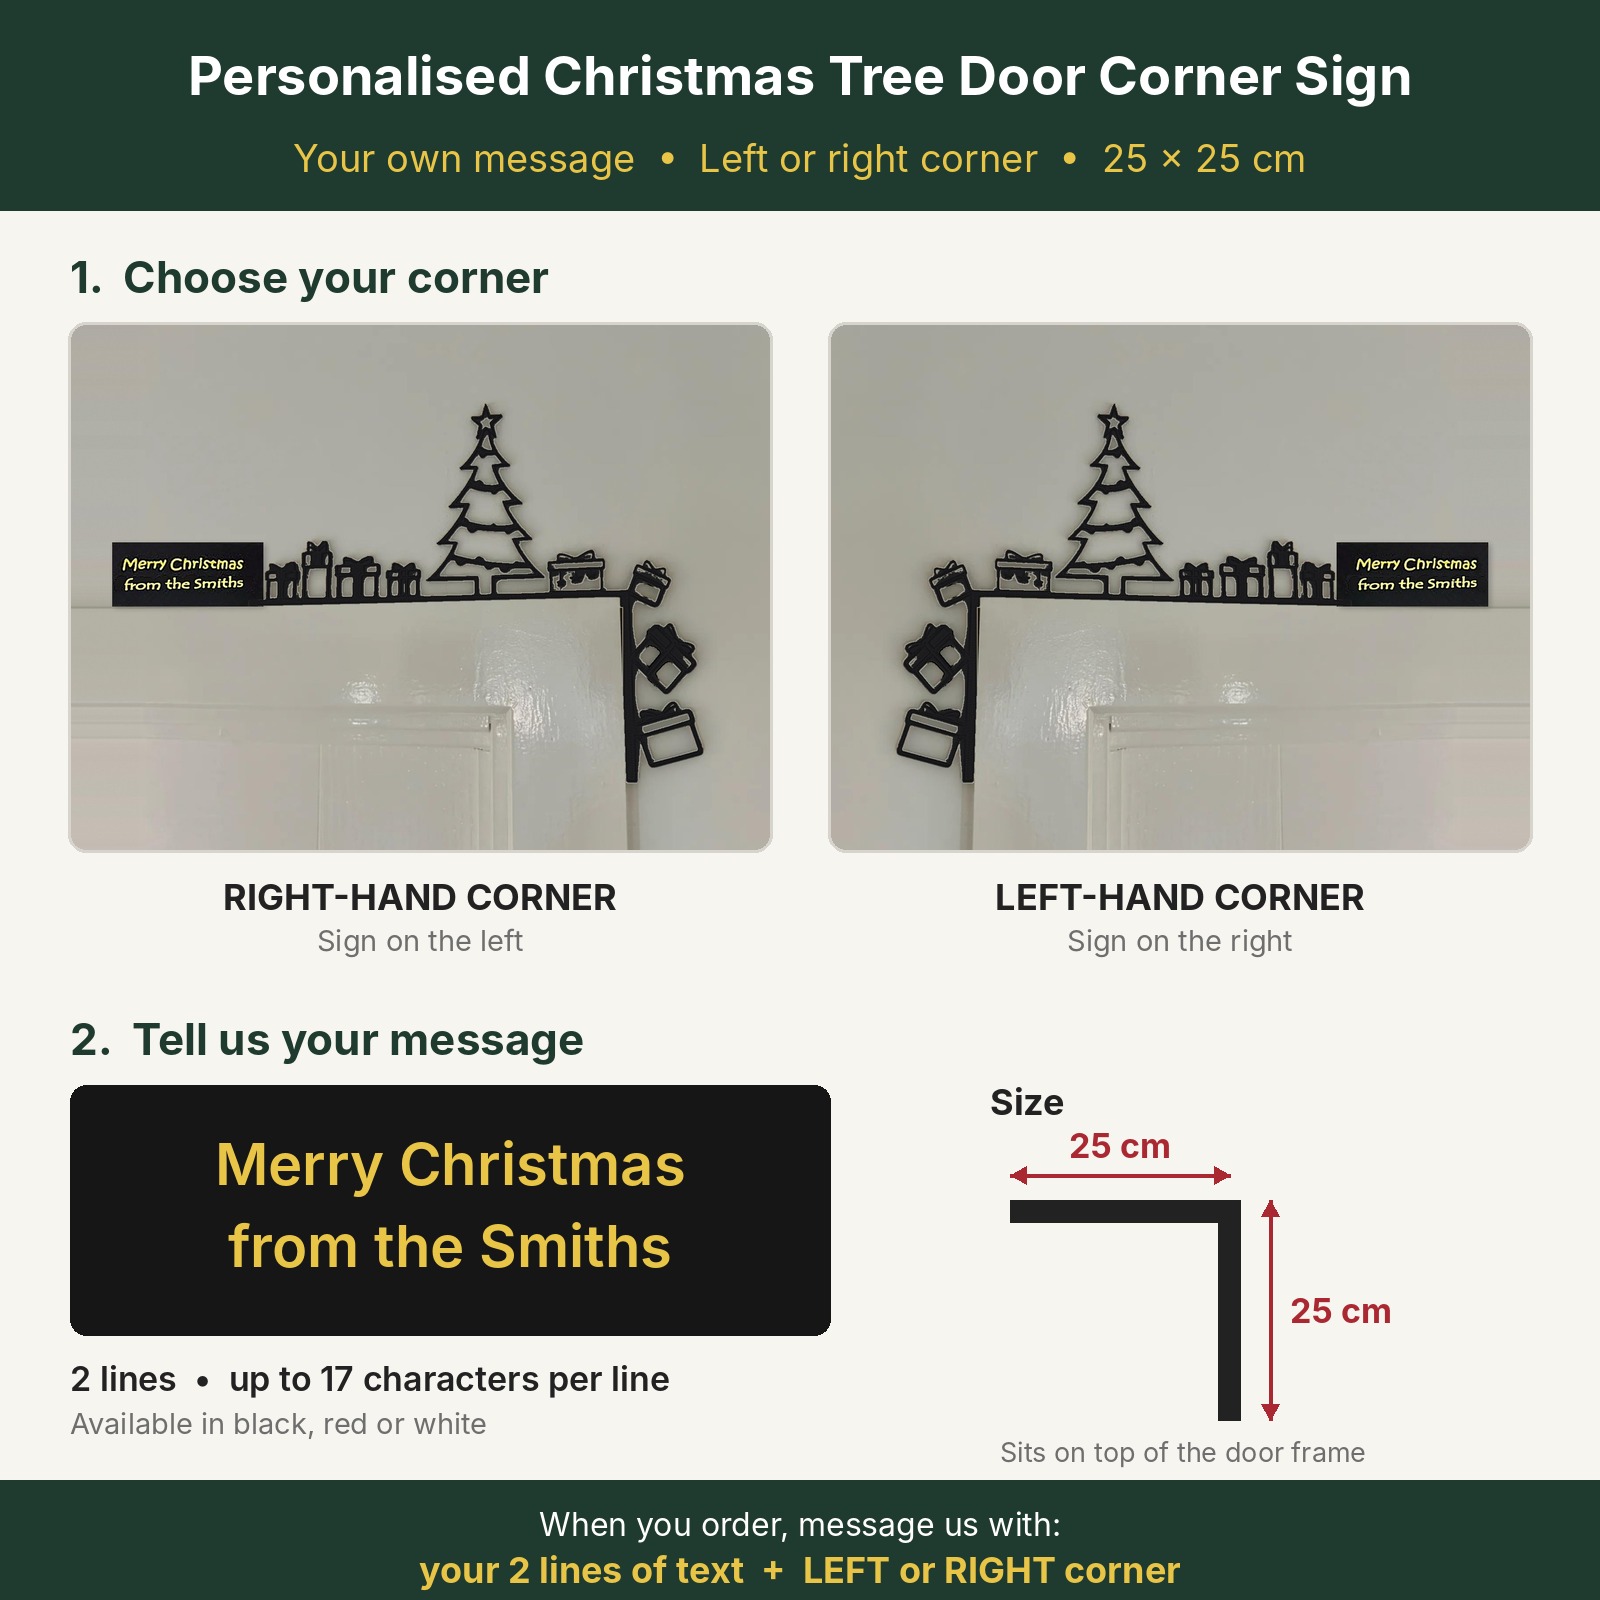 Personalised Christmas Tree Door Corner Sign
Your own message • Left or right corner • 25 × 25 cm
1. Choose your corner
Merry Christmas
from the Smiths
Merry Christmas
from the Smiths
RIGHT-HAND CORNER
Sign on the left
LEFT-HAND CORNER
Sign on the right
2. Tell us your message
Merry Christmas
from the Smiths
2 lines • up to 17 characters per line
Available in black, red or white
Size
25 cm
25 cm
Sits on top of the door frame
When you order, message us with:
your 2 lines of text + LEFT or RIGHT corner